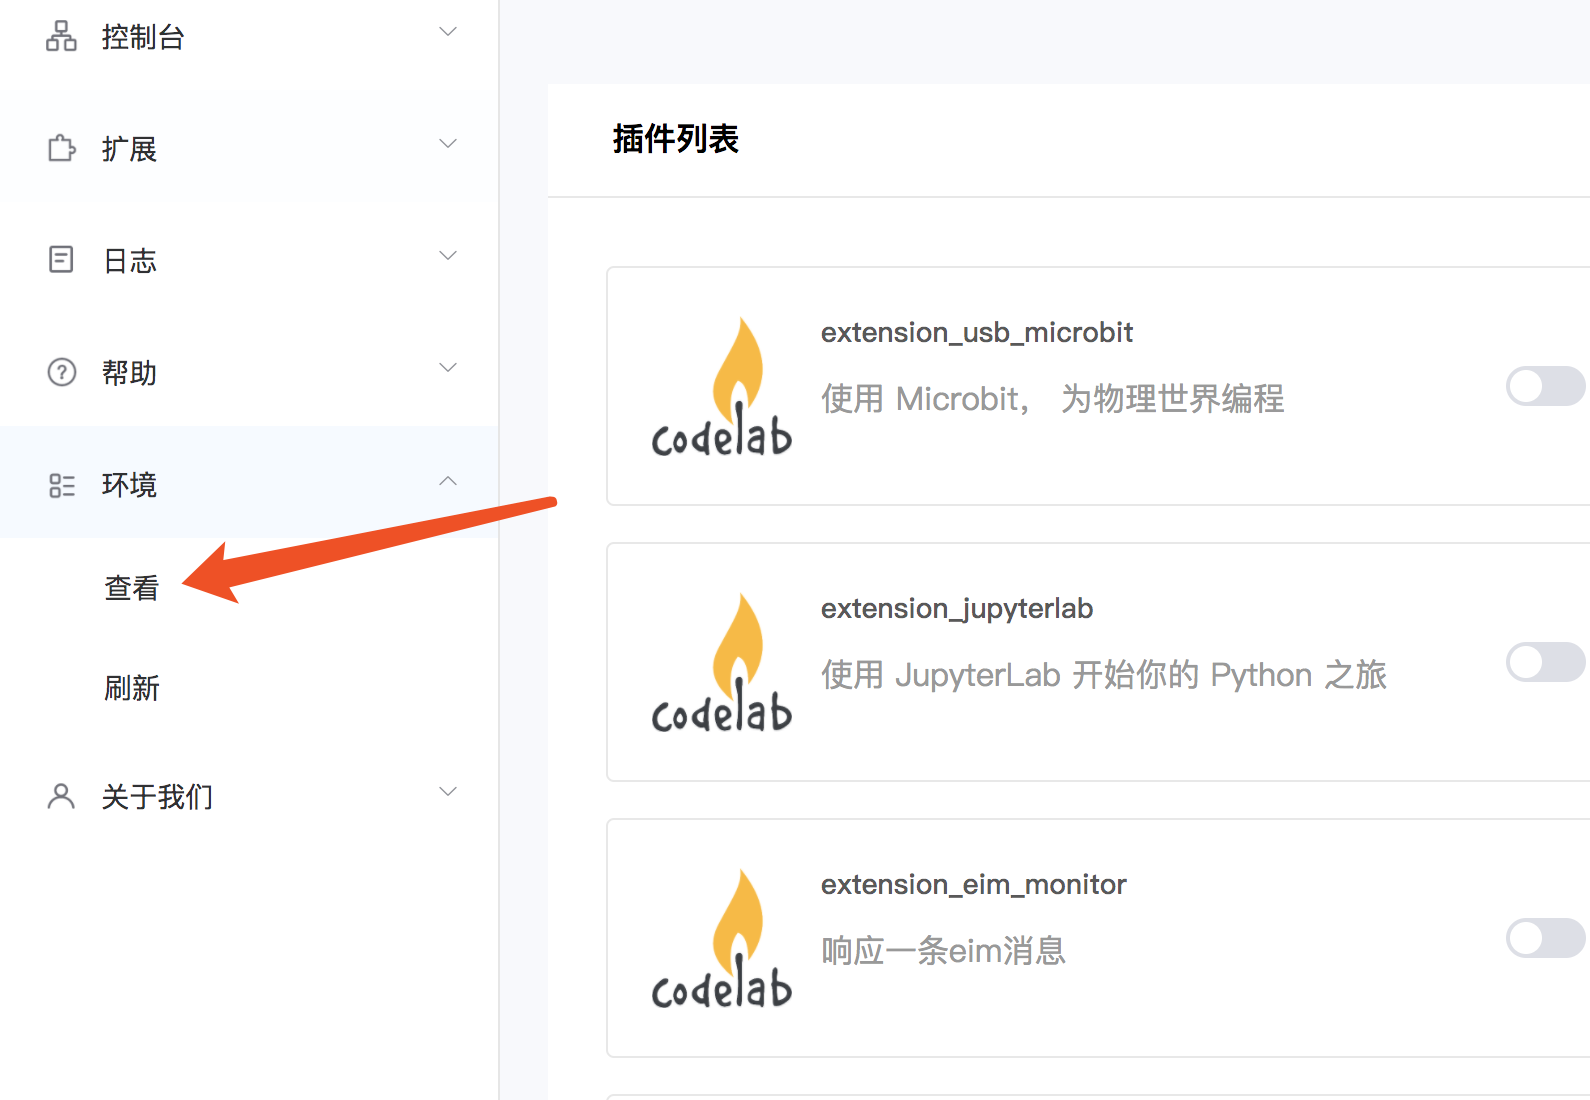 控制台
扩展
日志
帮助
环境
查看
刷新
关于我们
插件列表
codelab
extension_usb_microbit
使用 Microbit， 为物理世界编程
codelab
extension_jupyterlab
使用 JupyterLab 开始你的 Python 之旅
codelab
extension_eim_monitor
响应一条eim消息